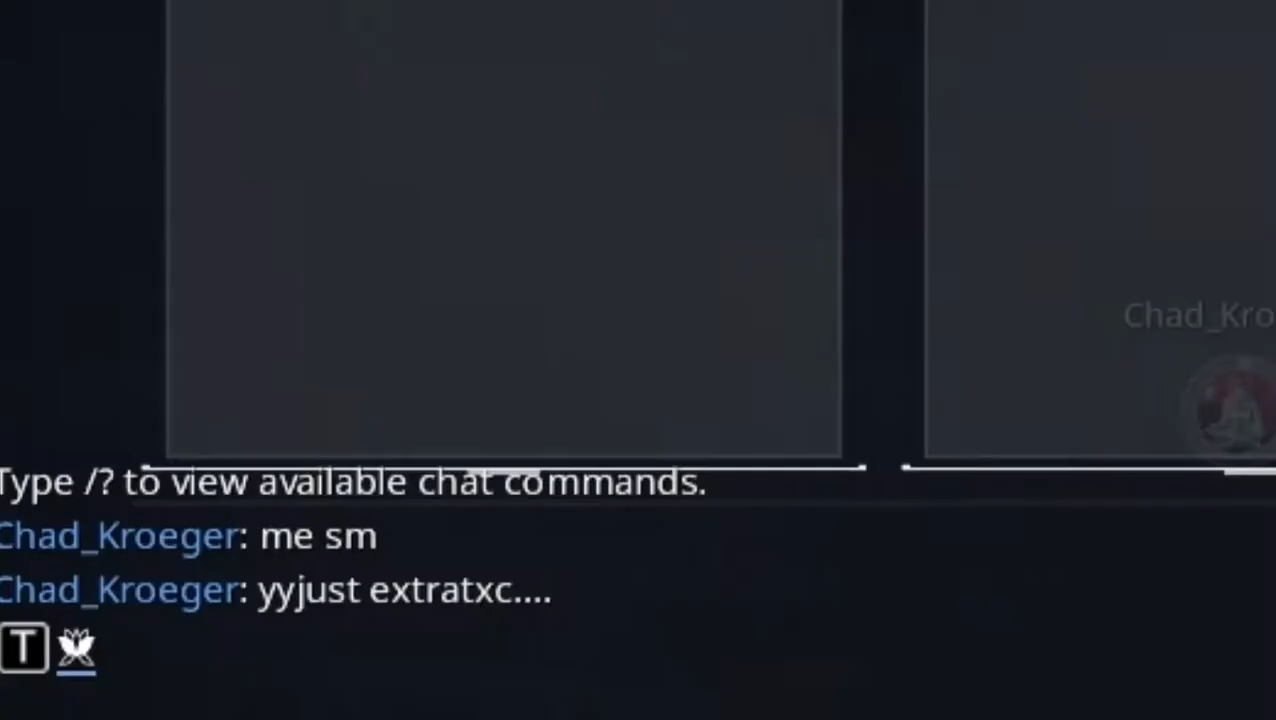 Chad_Kro
Type /? to view available chat commands.
Chad_Kroeger: me sm
Chad_Kroeger: yyjust extratxc....
T